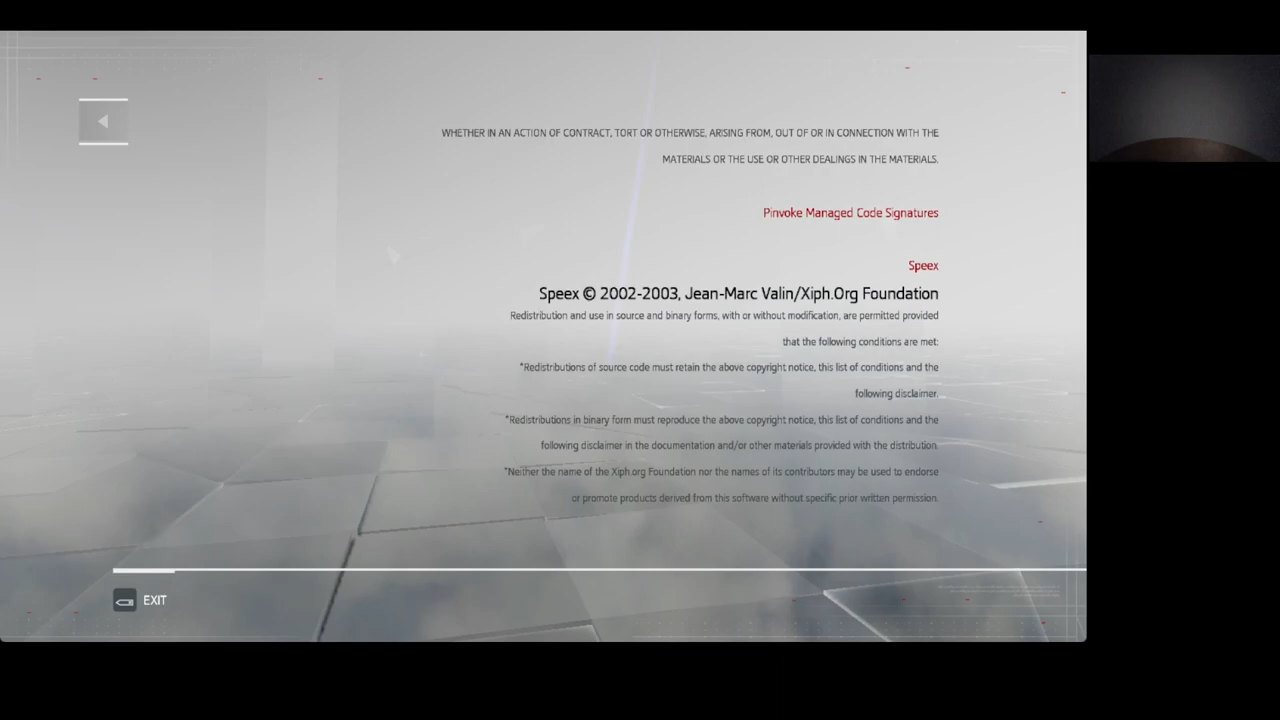 WHETHER IN AN ACTION OF CONTRACT, TORT OR OTHERWISE, ARISING FROM, OUT OF OR IN CONNECTION WITH THE
MATERIALS OR THE USE OR OTHER DEALINGS IN THE MATERIALS.
Pinvoke Managed Code Signatures
Speex
Speex © 2002-2003, Jean-Marc Valin/Xiph.Org Foundation
Redistribution and use in source and binary forms, with or without modification, are permitted provided
that the following conditions are met:
*Redistributions of source code must retain the above copyright notice, this list of conditions and the
following disclaimer.
*Redistributions in binary form must reproduce the above copyright notice, this list of conditions and the
following disclaimer in the documentation and/or other materials provided with the distribution.
*Neither the name of the Xiph.org Foundation nor the names of its contributors may be used to endorse
or promote products derived from this software without specific prior written permission.
EXIT